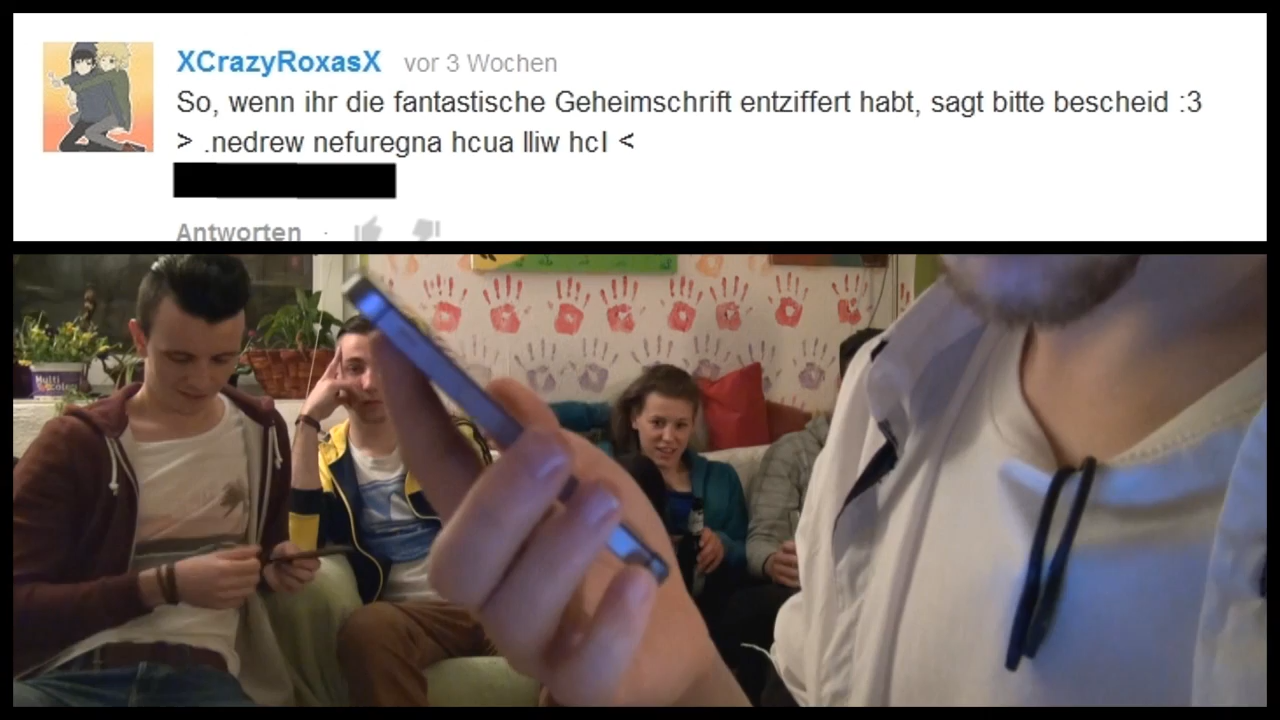 XCrazyRoxasX vor 3 Wochen
So, wenn ihr die fantastische Geheimschrift entziffert habt, sagt bitte bescheid :3
> .nedrew nefuregna hcua lliw hcI <
Antworten ·
Multi